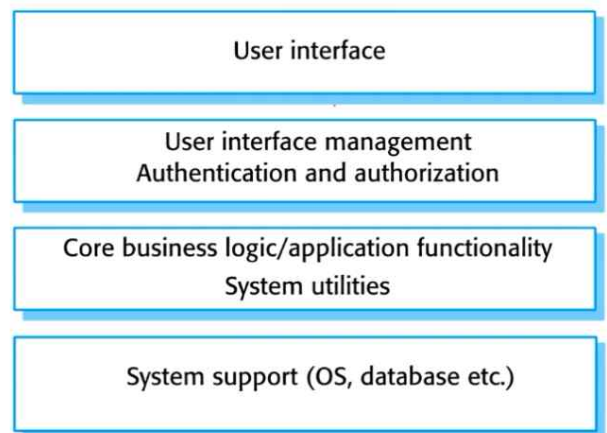 User interface
User interface management
Authentication and authorization
Core business logic/application functionality
System utilities
System support (OS, database etc.)